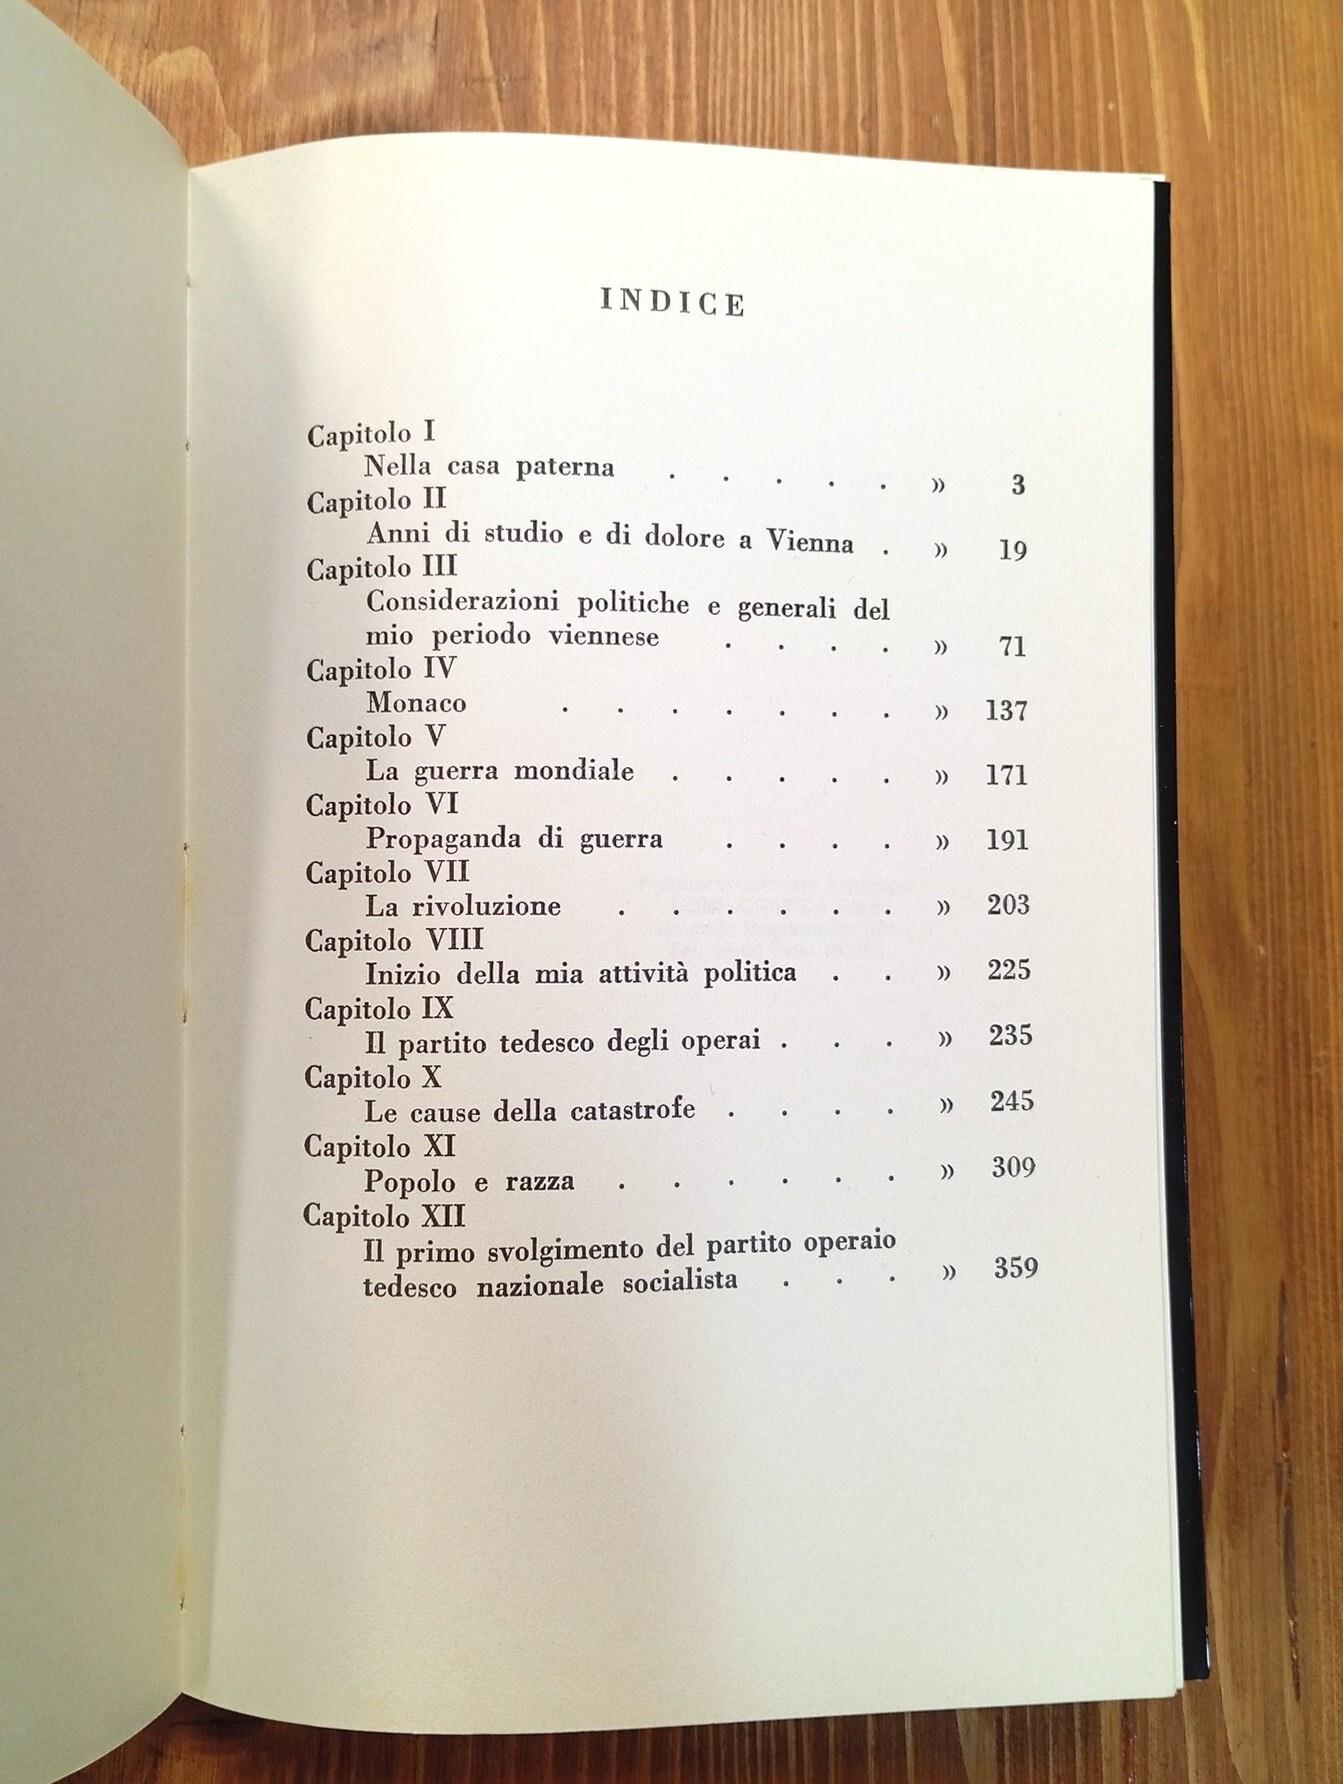 INDICE
Capitolo I
Nella casa paterna . . . . . » 3
Capitolo II
Anni di studio e di dolore a Vienna . » 19
Capitolo III
Considerazioni politiche e generali del
mio periodo viennese . . . . » 71
Capitolo IV
Monaco . . . . . . . » 137
Capitolo V
La guerra mondiale . . . . . » 171
Capitolo VI
Propaganda di guerra . . . . » 191
Capitolo VII
La rivoluzione . . . . . . » 203
Capitolo VIII
Inizio della mia attività politica . . » 225
Capitolo IX
Il partito tedesco degli operai . . . » 235
Capitolo X
Le cause della catastrofe . . . . » 245
Capitolo XI
Popolo e razza . . . . . . » 309
Capitolo XII
Il primo svolgimento del partito operaio
tedesco nazionale socialista . . . » 359